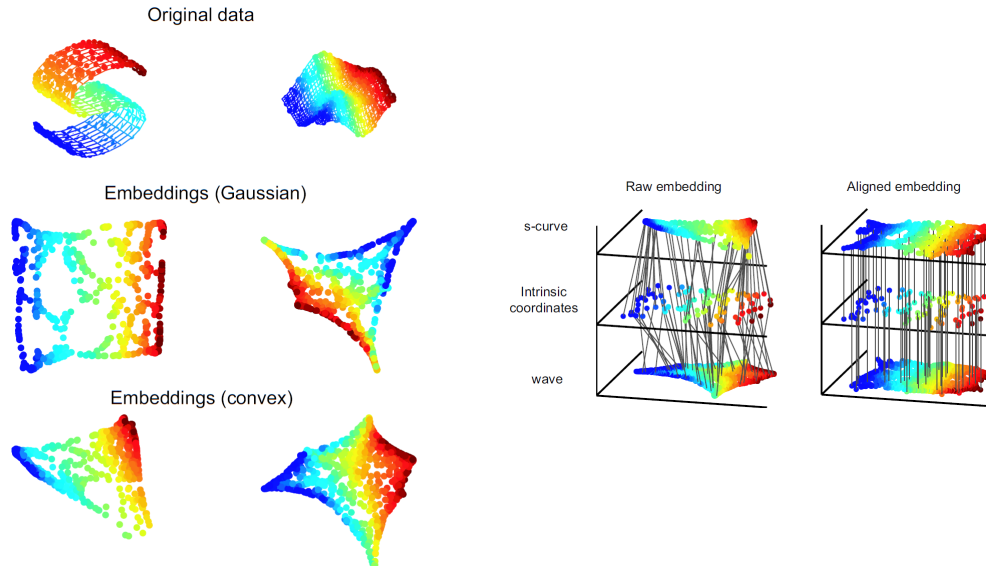 Original data
Embeddings (Gaussian)
Embeddings (convex)
Raw embedding
Aligned embedding
s-curve
Intrinsic
coordinates
wave